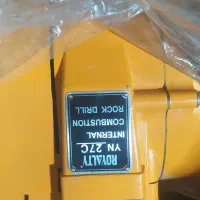 ROYALTY
YN 27C
INTERNAL
COMBUSTION
ROCK DRILL